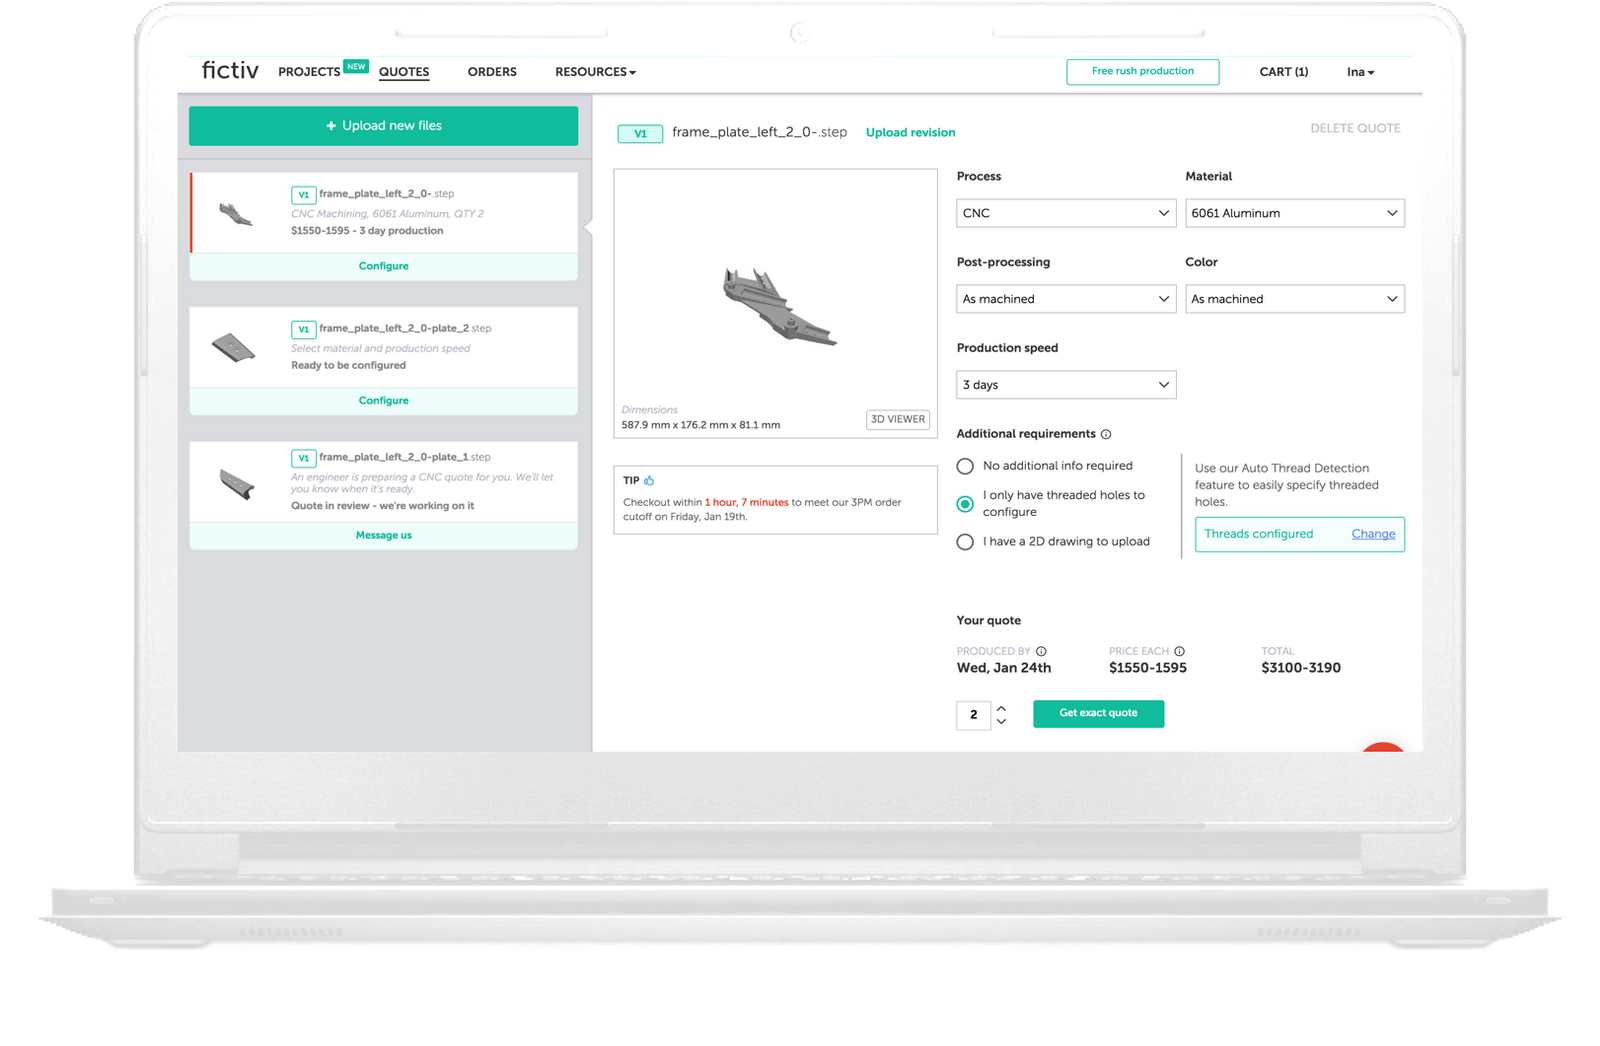 fictiv
PROJECTS NEW QUOTES ORDERS RESOURCES
Free rush production
CART (1)
Ina
+ Upload new files
V1 frame_plate_left_2_0-.step
CNC Machining, 6061 Aluminum, QTY 2
$1550-1595 - 3 day production
Configure
V1 frame_plate_left_2_0-plate_2.step
Select material and production speed
Ready to be configured
Configure
V1 frame_plate_left_2_0-plate_1.step
An engineer is preparing a CNC quote for you. We'll let
you know when it's ready.
Quote in review - we're working on it
Message us
V1 frame_plate_left_2_0-.step Upload revision
DELETE QUOTE
Dimensions
587.9 mm x 176.2 mm x 81.1 mm
3D VIEWER
TIP
Checkout within 1 hour, 7 minutes to meet our 3PM order
cutoff on Friday, Jan 19th.
Process
CNC
Material
6061 Aluminum
Post-processing
As machined
Color
As machined
Production speed
3 days
Additional requirements
No additional info required
I only have threaded holes to
configure
I have a 2D drawing to upload
Use our Auto Thread Detection
feature to easily specify threaded
holes.
Threads configured Change
Your quote
PRODUCED BY
Wed, Jan 24th
PRICE EACH
$1550-1595
TOTAL
$3100-3190
2
Get exact quote